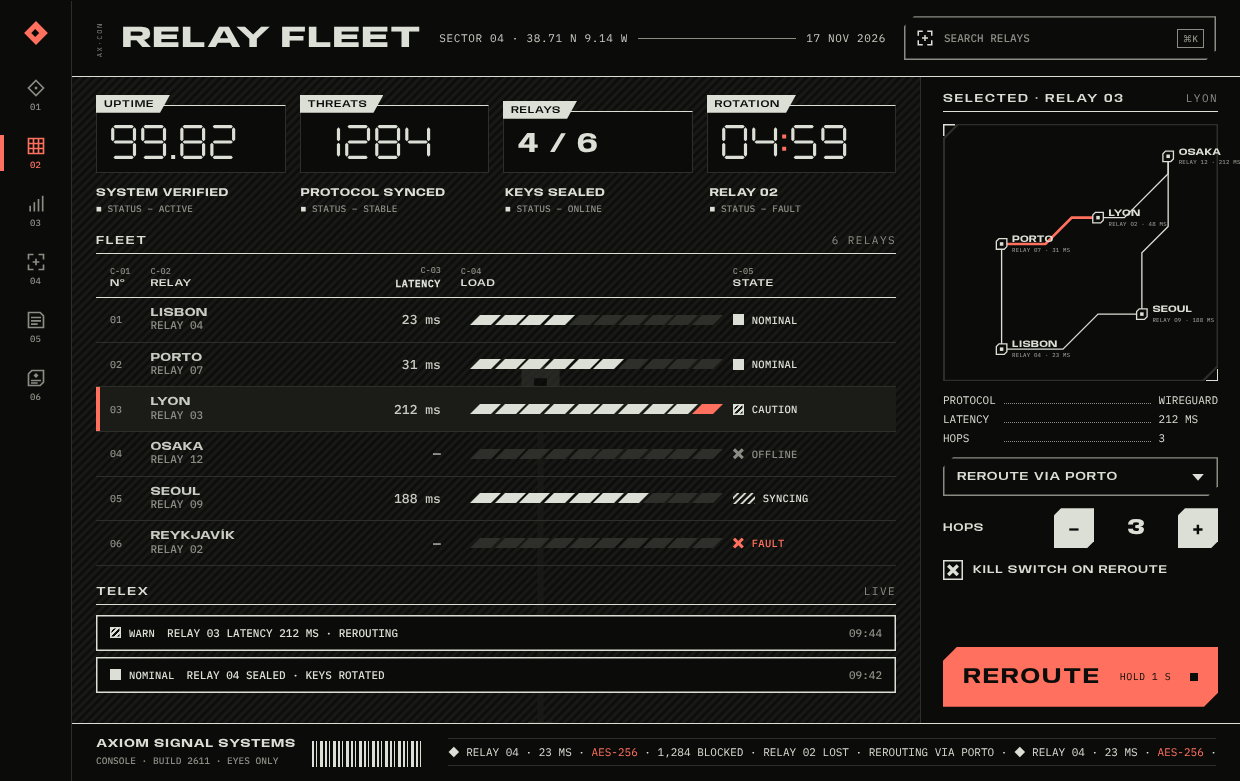 AX·CON
RELAY FLEET
SECTOR 04 · 38.71 N 9.14 W
17 NOV 2026
SEARCH RELAYS
⌘K
01
02
03
04
05
06
UPTIME
99.82
SYSTEM VERIFIED
STATUS – ACTIVE
THREATS
1284
PROTOCOL SYNCED
STATUS – STABLE
RELAYS
4 / 6
KEYS SEALED
STATUS – ONLINE
ROTATION
04:59
RELAY 02
STATUS – FAULT
FLEET 6 RELAYS
C-01 C-02 C-03 C-04 C-05
Nº RELAY LATENCY LOAD STATE
01 LISBON RELAY 04 23 ms NOMINAL
02 PORTO RELAY 07 31 ms NOMINAL
03 LYON RELAY 03 212 ms CAUTION
04 OSAKA RELAY 12 – OFFLINE
05 SEOUL RELAY 09 188 ms SYNCING
06 REYKJAVÍK RELAY 02 – FAULT
TELEX LIVE
WARN RELAY 03 LATENCY 212 MS · REROUTING 09:44
NOMINAL RELAY 04 SEALED · KEYS ROTATED 09:42
SELECTED · RELAY 03 LYON
OSAKA
RELAY 12 · 212 MS
LYON
RELAY 02 · 48 MS
PORTO
RELAY 07 · 31 MS
SEOUL
RELAY 09 · 188 MS
LISBON
RELAY 04 · 23 MS
PROTOCOL WIREGUARD
LATENCY 212 MS
HOPS 3
REROUTE VIA PORTO
HOPS − 3 +
KILL SWITCH ON REROUTE
REROUTE HOLD 1 S
AXIOM SIGNAL SYSTEMS
CONSOLE · BUILD 2611 · EYES ONLY
RELAY 04 · 23 MS · AES-256 · 1,284 BLOCKED · RELAY 02 LOST · REROUTING VIA PORTO · RELAY 04 · 23 MS · AES-256 ·